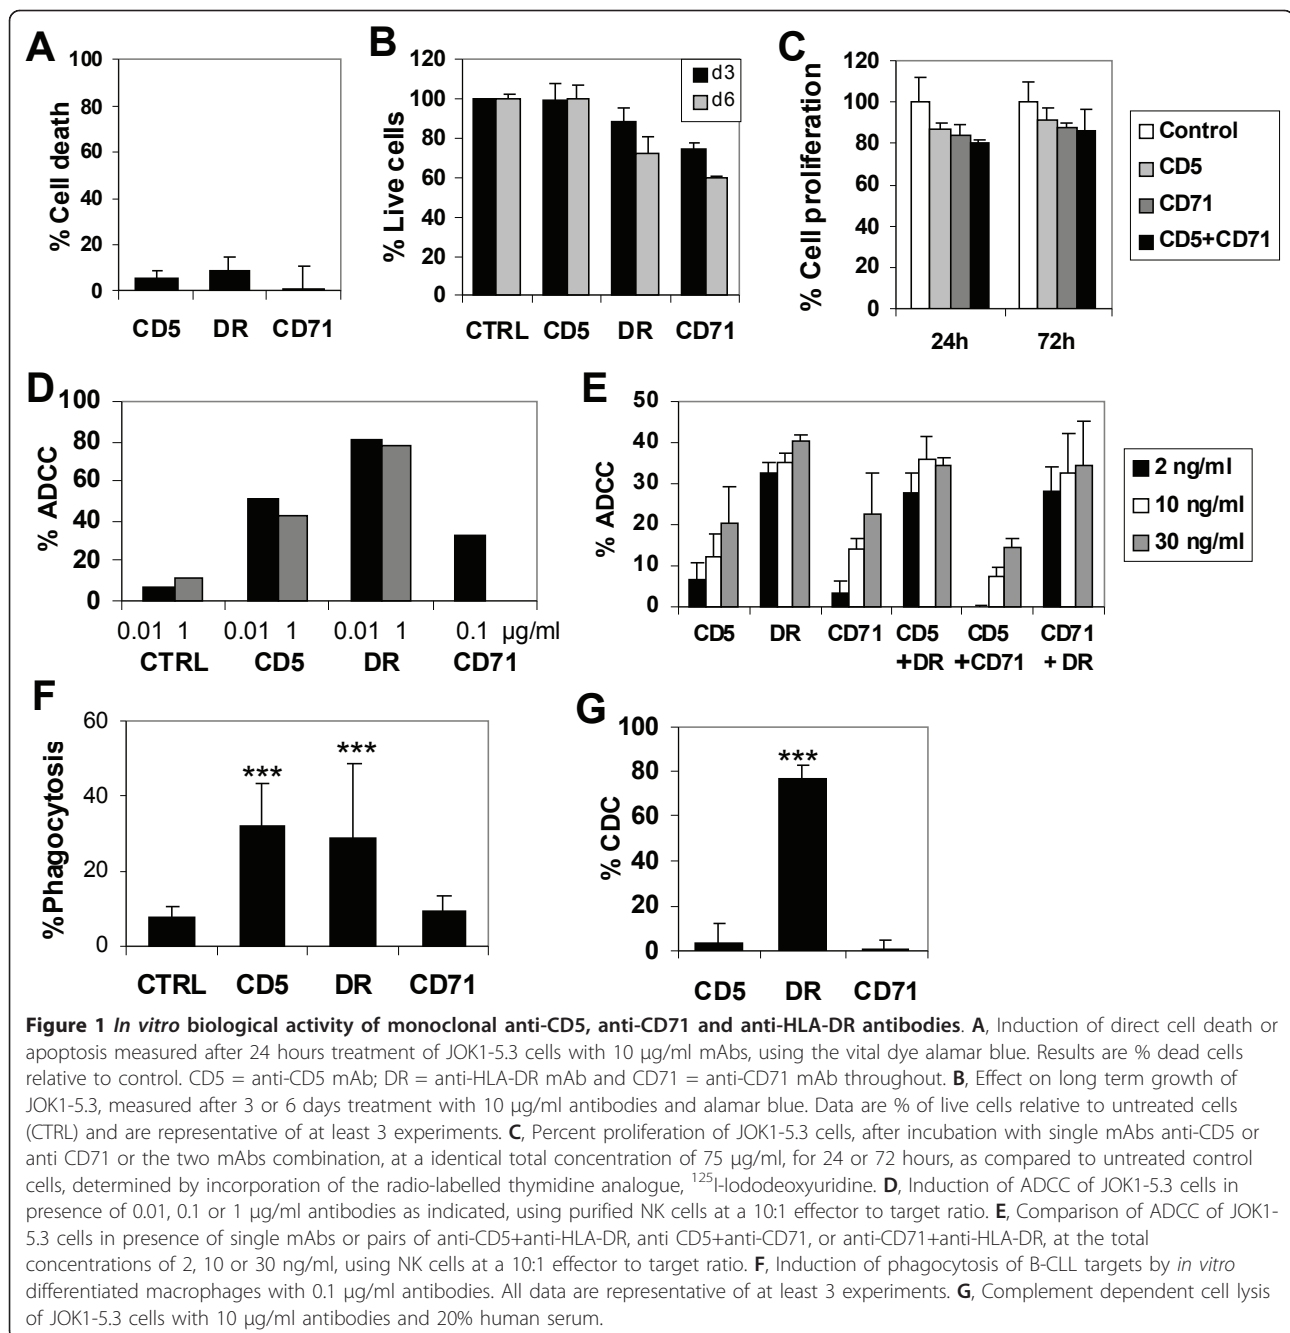 A
% Cell death
100
80
60
40
20
0
CD5 DR CD71
B
% Live cells
120
100
80
60
40
20
0
d3
d6
CTRL CD5 DR CD71
C
% Cell proliferation
120
100
80
60
40
20
0
24h 72h
Control
CD5
CD71
CD5+CD71
D
% ADCC
100
80
60
40
20
0
0.01 1 0.01 1 0.01 1 0.1 µg/ml
CTRL CD5 DR CD71
E
% ADCC
50
40
30
20
10
0
CD5 DR CD71 CD5 CD5 CD71
+DR +CD71 + DR
2 ng/ml
10 ng/ml
30 ng/ml
F
%Phagocytosis
60
40
20
0
*** ***
CTRL CD5 DR CD71
G
% CDC
100
80
60
40
20
0
***
CD5 DR CD71
Figure 1 In vitro biological activity of monoclonal anti-CD5, anti-CD71 and anti-HLA-DR antibodies. A, Induction of direct cell death or
apoptosis measured after 24 hours treatment of JOK1-5.3 cells with 10 µg/ml mAbs, using the vital dye alamar blue. Results are % dead cells
relative to control. CD5 = anti-CD5 mAb; DR = anti-HLA-DR mAb and CD71 = anti-CD71 mAb throughout. B, Effect on long term growth of
JOK1-5.3, measured after 3 or 6 days treatment with 10 µg/ml antibodies and alamar blue. Data are % of live cells relative to untreated cells
(CTRL) and are representative of at least 3 experiments. C, Percent proliferation of JOK1-5.3 cells, after incubation with single mAbs anti-CD5 or
anti CD71 or the two mAbs combination, at a identical total concentration of 75 µg/ml, for 24 or 72 hours, as compared to untreated control
cells, determined by incorporation of the radio-labelled thymidine analogue, ¹²⁵I-Iododeoxyuridine. D, Induction of ADCC of JOK1-5.3 cells in
presence of 0.01, 0.1 or 1 µg/ml antibodies as indicated, using purified NK cells at a 10:1 effector to target ratio. E, Comparison of ADCC of JOK1-
5.3 cells in presence of single mAbs or pairs of anti-CD5+anti-HLA-DR, anti CD5+anti-CD71, or anti-CD71+anti-HLA-DR, at the total
concentrations of 2, 10 or 30 ng/ml, using NK cells at a 10:1 effector to target ratio. F, Induction of phagocytosis of B-CLL targets by in vitro
differentiated macrophages with 0.1 µg/ml antibodies. All data are representative of at least 3 experiments. G, Complement dependent cell lysis
of JOK1-5.3 cells with 10 µg/ml antibodies and 20% human serum.